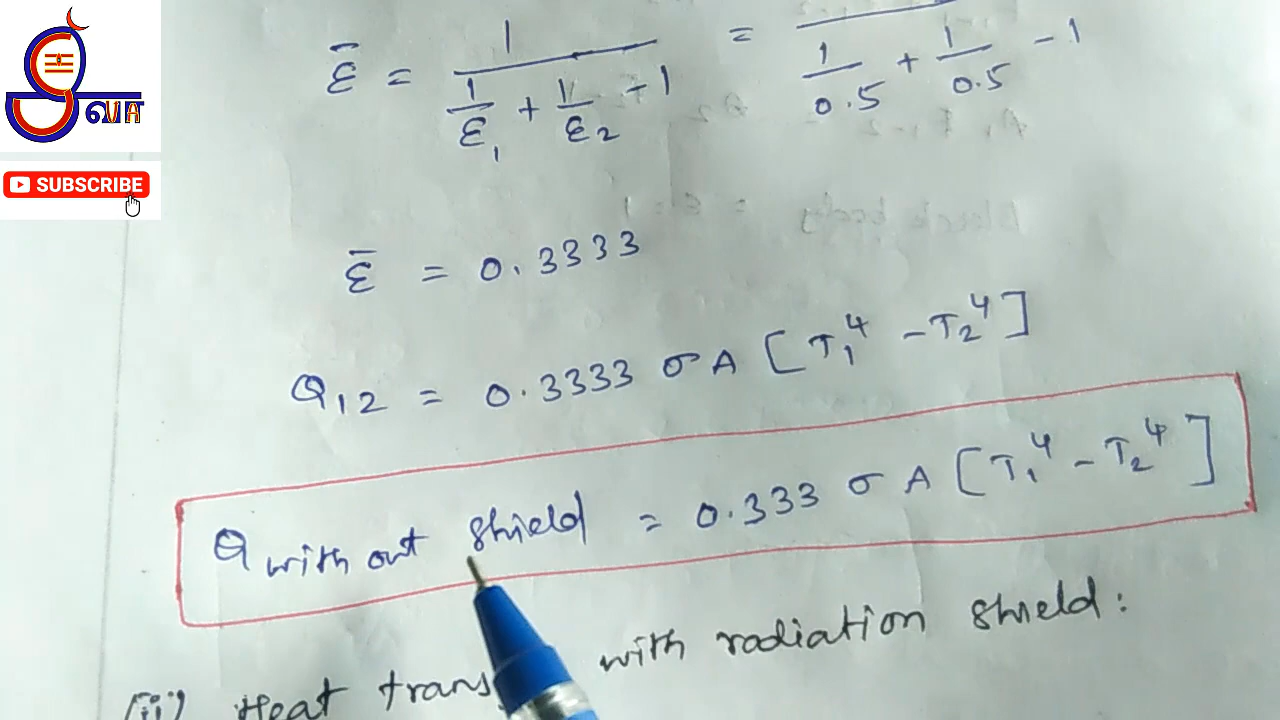 சிவா
SUBSCRIBE
ε̅ = 1 / (1/ε₁ + 1/ε₂ - 1) = / (1/0.5 + 1/0.5 - 1)
ε̅ = 0.3333
Q₁₂ = 0.3333 σ A [T₁⁴ - T₂⁴]
Q without shield = 0.333 σ A [T₁⁴ - T₂⁴]
(ii) Heat trans with radiation shield: